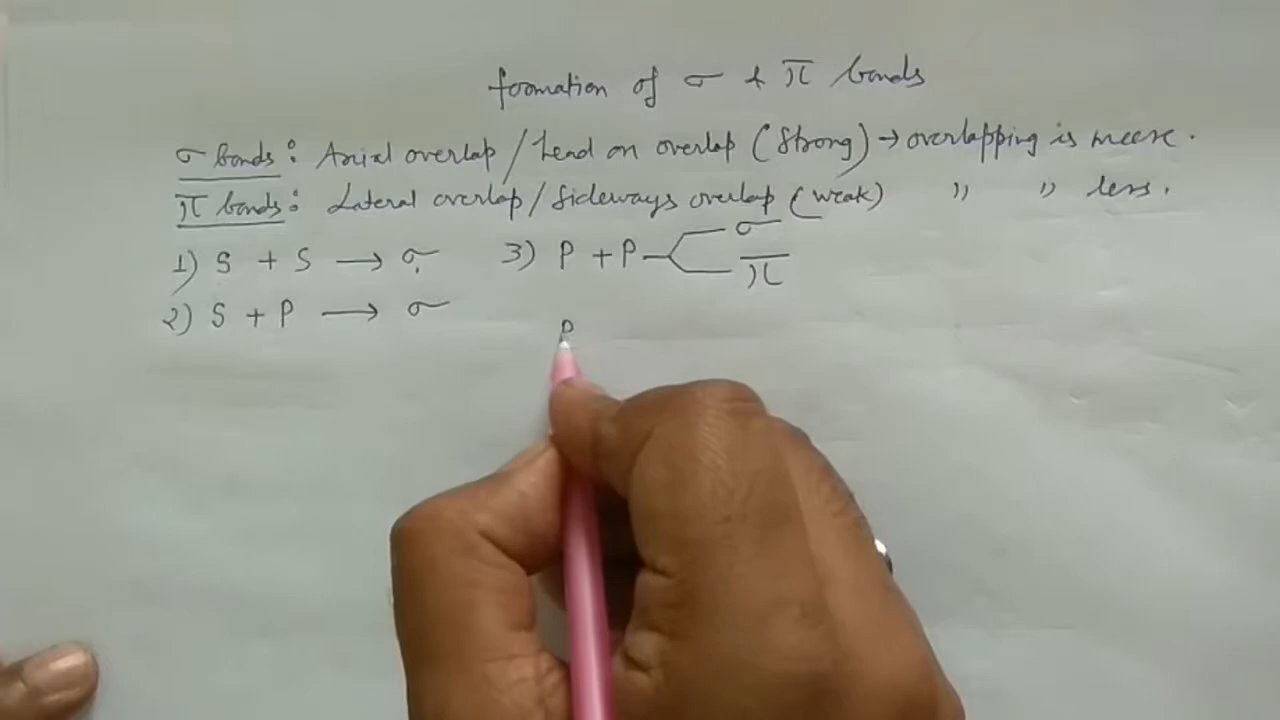 formation of σ & π bonds
σ bonds: Axial overlap/head on overlap (Strong) → overlapping is more.
π bonds: Lateral overlap/Sideways overlap (weak) " " less.
1) S + S → σ 3) P + P σ π
2) S + P → σ
P